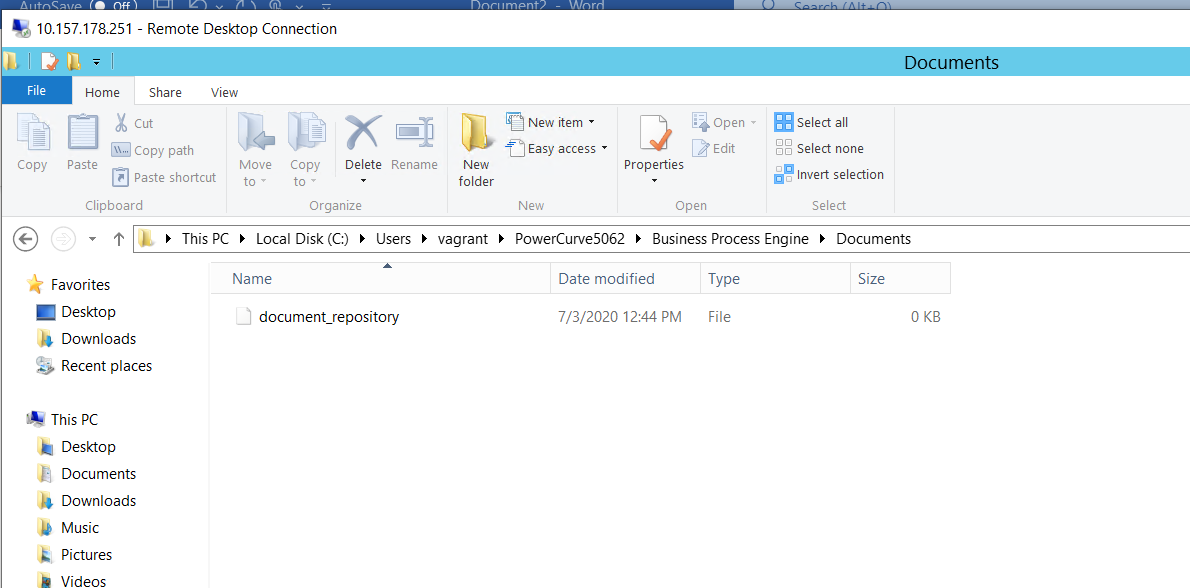 AutoSave Off Document2 - Word Search (Alt+Q)
10.157.178.251 - Remote Desktop Connection
Documents
File Home Share View
Copy
Paste
Cut
Copy path
Paste shortcut
Clipboard
Move to
Copy to
Delete
Rename
Organize
New folder
New item
Easy access
New
Properties
Open
Edit
Open
Select all
Select none
Invert selection
Select
This PC Local Disk (C:) Users vagrant PowerCurve5062 Business Process Engine Documents
Name Date modified Type Size
document_repository 7/3/2020 12:44 PM File 0 KB
Favorites
Desktop
Downloads
Recent places
This PC
Desktop
Documents
Downloads
Music
Pictures
Videos